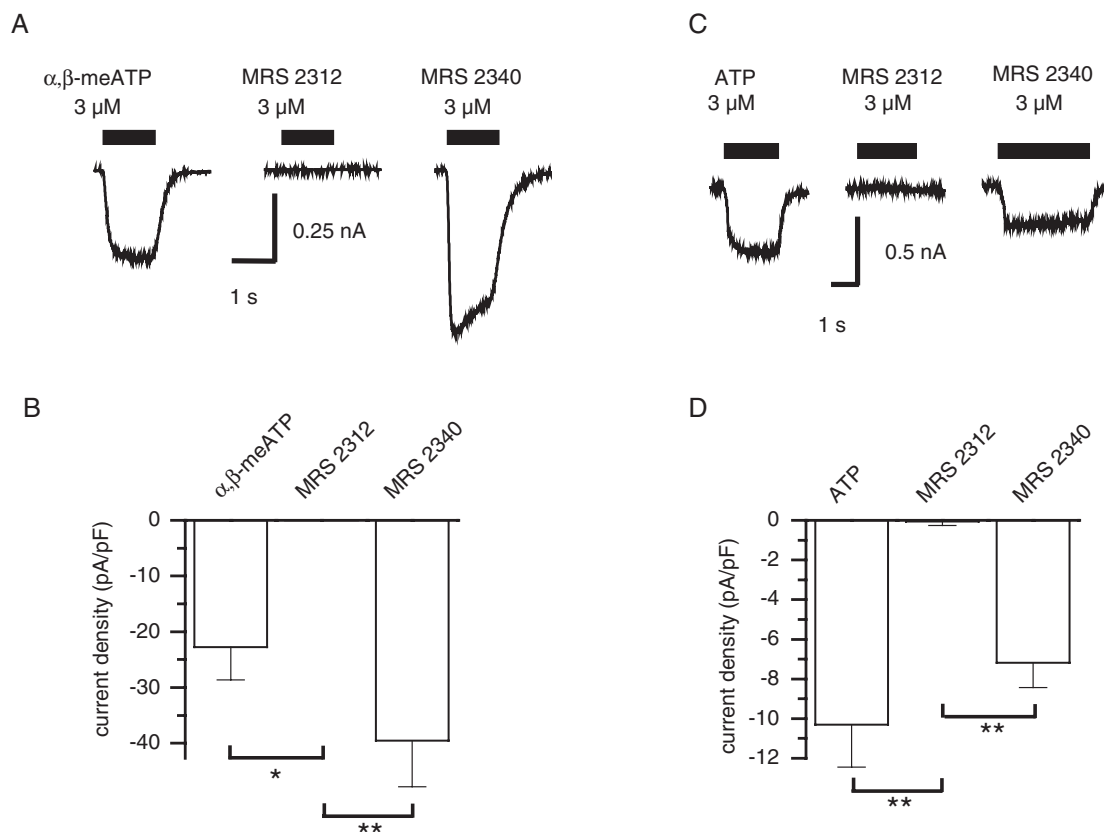 A
α,β-meATP
3 µM
MRS 2312
3 µM
MRS 2340
3 µM
0.25 nA
1 s
C
ATP
3 µM
MRS 2312
3 µM
MRS 2340
3 µM
0.5 nA
1 s
B
α,β-meATP
MRS 2312
MRS 2340
current density (pA/pF)
0
-10
-20
-30
-40
*
**
D
ATP
MRS 2312
MRS 2340
current density (pA/pF)
0
-2
-4
-6
-8
-10
-12
**
**